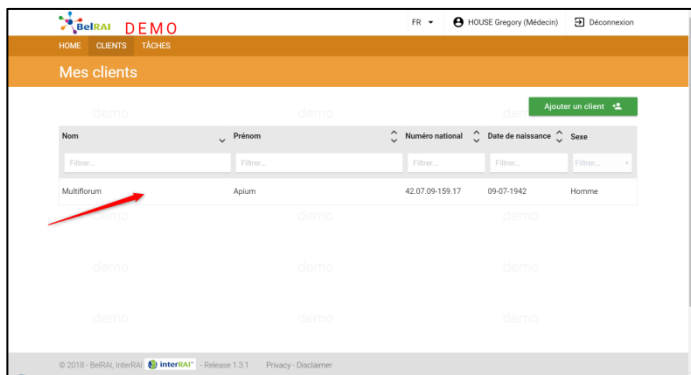 BelRAI DEMO FR HOUSE Gregory (Médecin) Déconnexion
HOME CLIENTS TÂCHES
Mes clients
demo demo demo
Ajouter un client
Nom Prénom Numéro national Date de naissance Sexe
Filtrer... Filtrer... Filtrer... Filtrer... Filtrer...
Multiflorum Apium 42.07.09-159.17 09-07-1942 Homme
demo demo demo
demo demo demo
demo demo demo
© 2018 - BelRAI, InterRAI interRAI™ - Release 1.3.1 Privacy - Disclaimer